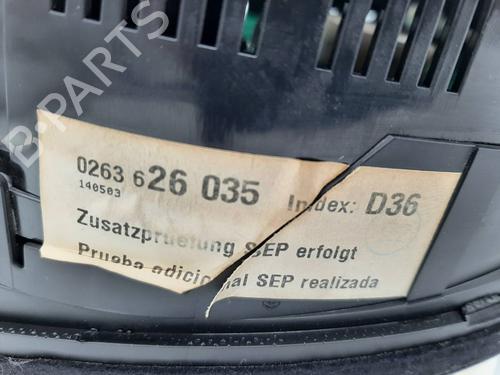 B-PARTS
0263 626 035 Index: D36
140503
Zusatzpruefung SEP erfolgt
Prueba adicional SEP realizada